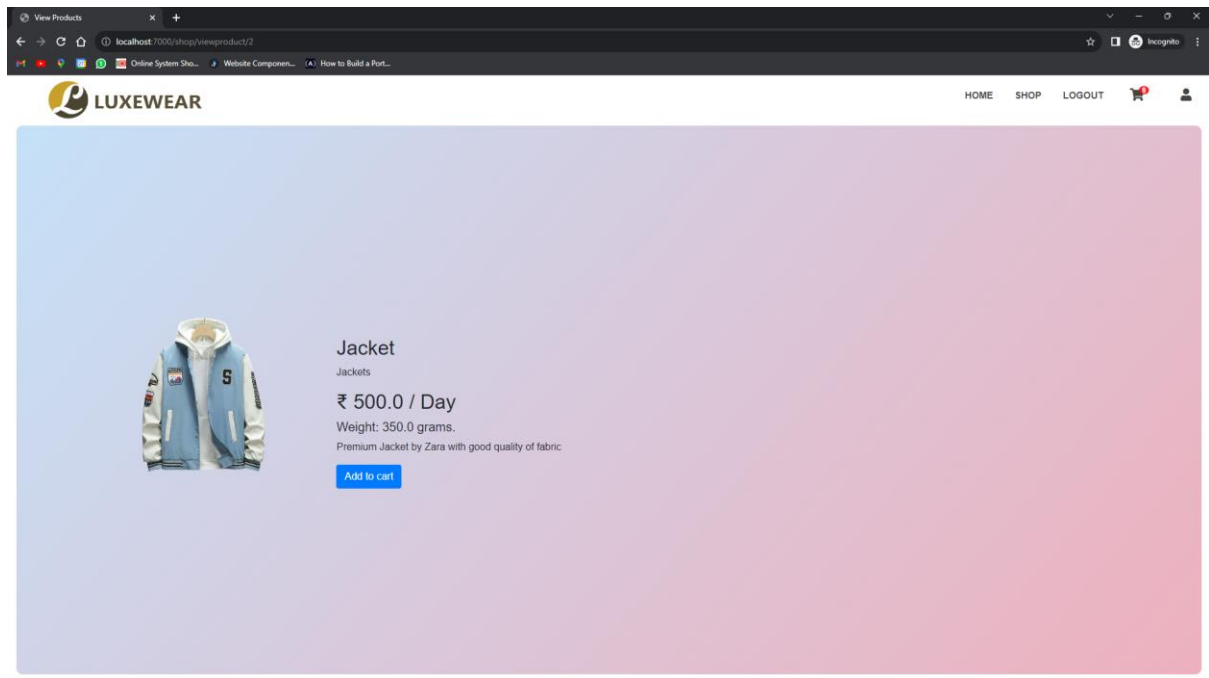 View Products
localhost:7000/shop/viewproduct/2
Incognito
Online System Sho... Website Componen... How to Build a Port...
LUXEWEAR
HOME SHOP LOGOUT
Jacket
Jackets
₹ 500.0 / Day
Weight: 350.0 grams.
Premium Jacket by Zara with good quality of fabric
Add to cart
S